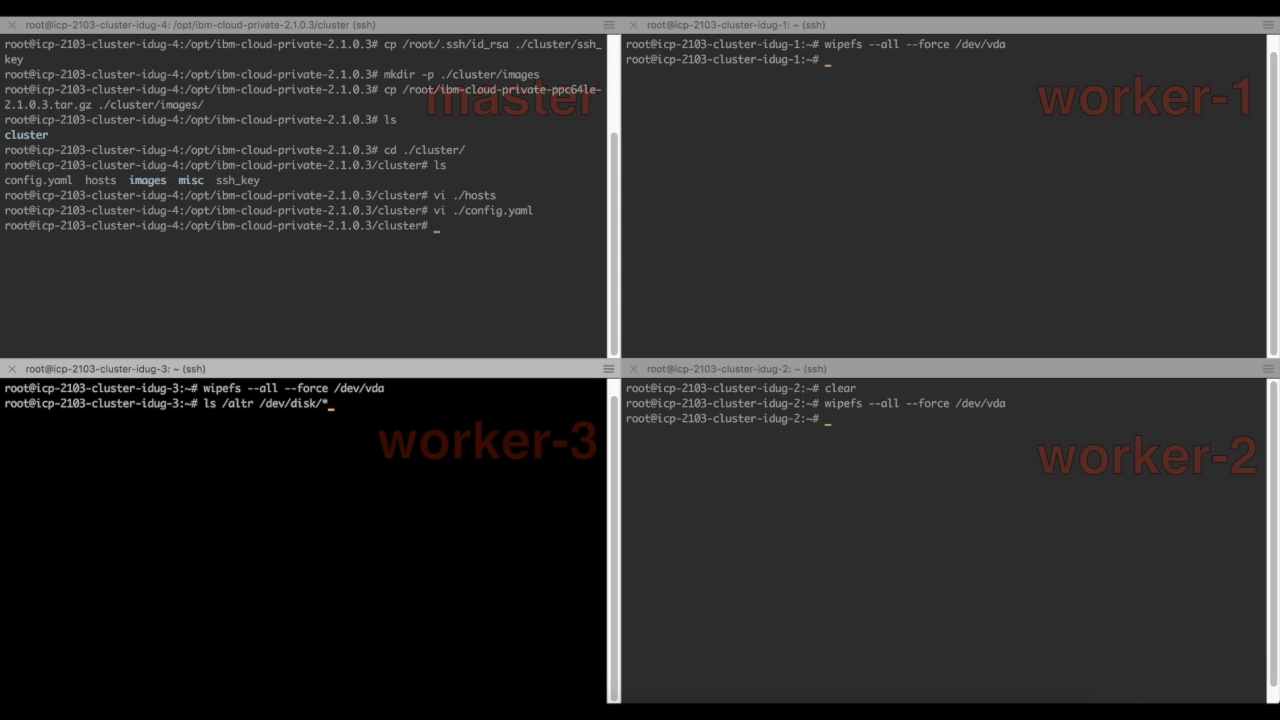 root@icp-2103-cluster-idug-4: /opt/ibm-cloud-private-2.1.0.3/cluster (ssh)
root@icp-2103-cluster-idug-4:/opt/ibm-cloud-private-2.1.0.3# cp /root/.ssh/id_rsa ./cluster/ssh_
key
root@icp-2103-cluster-idug-4:/opt/ibm-cloud-private-2.1.0.3# mkdir -p ./cluster/images
root@icp-2103-cluster-idug-4:/opt/ibm-cloud-private-2.1.0.3# cp /root/ibm-cloud-private-ppc64le-
2.1.0.3.tar.gz ./cluster/images/
master
root@icp-2103-cluster-idug-4:/opt/ibm-cloud-private-2.1.0.3# ls
cluster
root@icp-2103-cluster-idug-4:/opt/ibm-cloud-private-2.1.0.3# cd ./cluster/
root@icp-2103-cluster-idug-4:/opt/ibm-cloud-private-2.1.0.3/cluster# ls
config.yaml hosts images misc ssh_key
root@icp-2103-cluster-idug-4:/opt/ibm-cloud-private-2.1.0.3/cluster# vi ./hosts
root@icp-2103-cluster-idug-4:/opt/ibm-cloud-private-2.1.0.3/cluster# vi ./config.yaml
root@icp-2103-cluster-idug-4:/opt/ibm-cloud-private-2.1.0.3/cluster#
root@icp-2103-cluster-idug-1: ~ (ssh)
root@icp-2103-cluster-idug-1:~# wipefs --all --force /dev/vda
root@icp-2103-cluster-idug-1:~#
worker-1
root@icp-2103-cluster-idug-3: ~ (ssh)
root@icp-2103-cluster-idug-3:~# wipefs --all --force /dev/vda
root@icp-2103-cluster-idug-3:~# ls /altr /dev/disk/*
worker-3
root@icp-2103-cluster-idug-2: ~ (ssh)
root@icp-2103-cluster-idug-2:~# clear
root@icp-2103-cluster-idug-2:~# wipefs --all --force /dev/vda
root@icp-2103-cluster-idug-2:~#
worker-2